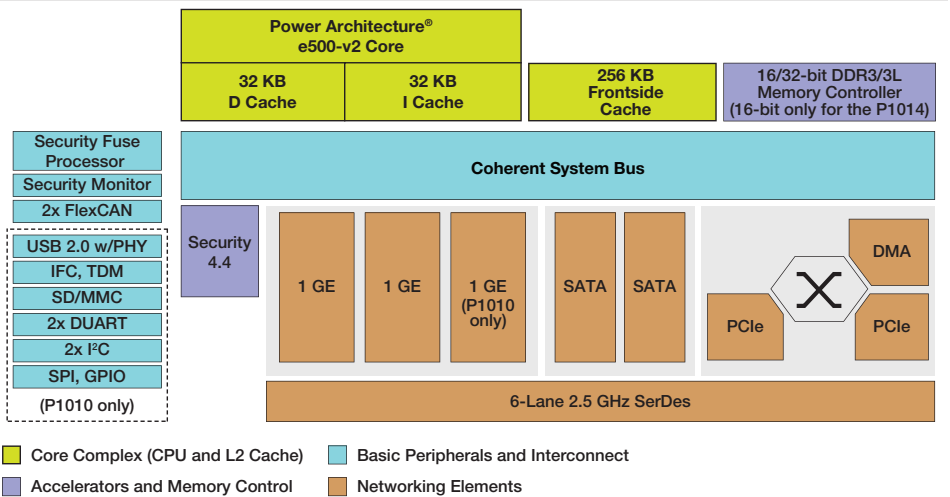 Power Architecture®
e500-v2 Core
32 KB
D Cache
32 KB
I Cache
256 KB
Frontside
Cache
16/32-bit DDR3/3L
Memory Controller
(16-bit only for the P1014)
Security Fuse
Processor
Security Monitor
2x FlexCAN
USB 2.0 w/PHY
IFC, TDM
SD/MMC
2x DUART
2x I²C
SPI, GPIO
(P1010 only)
Coherent System Bus
Security
4.4
1 GE
1 GE
1 GE
(P1010
only)
SATA
SATA
DMA
PCIe
PCIe
6-Lane 2.5 GHz SerDes
Core Complex (CPU and L2 Cache)
Basic Peripherals and Interconnect
Accelerators and Memory Control
Networking Elements